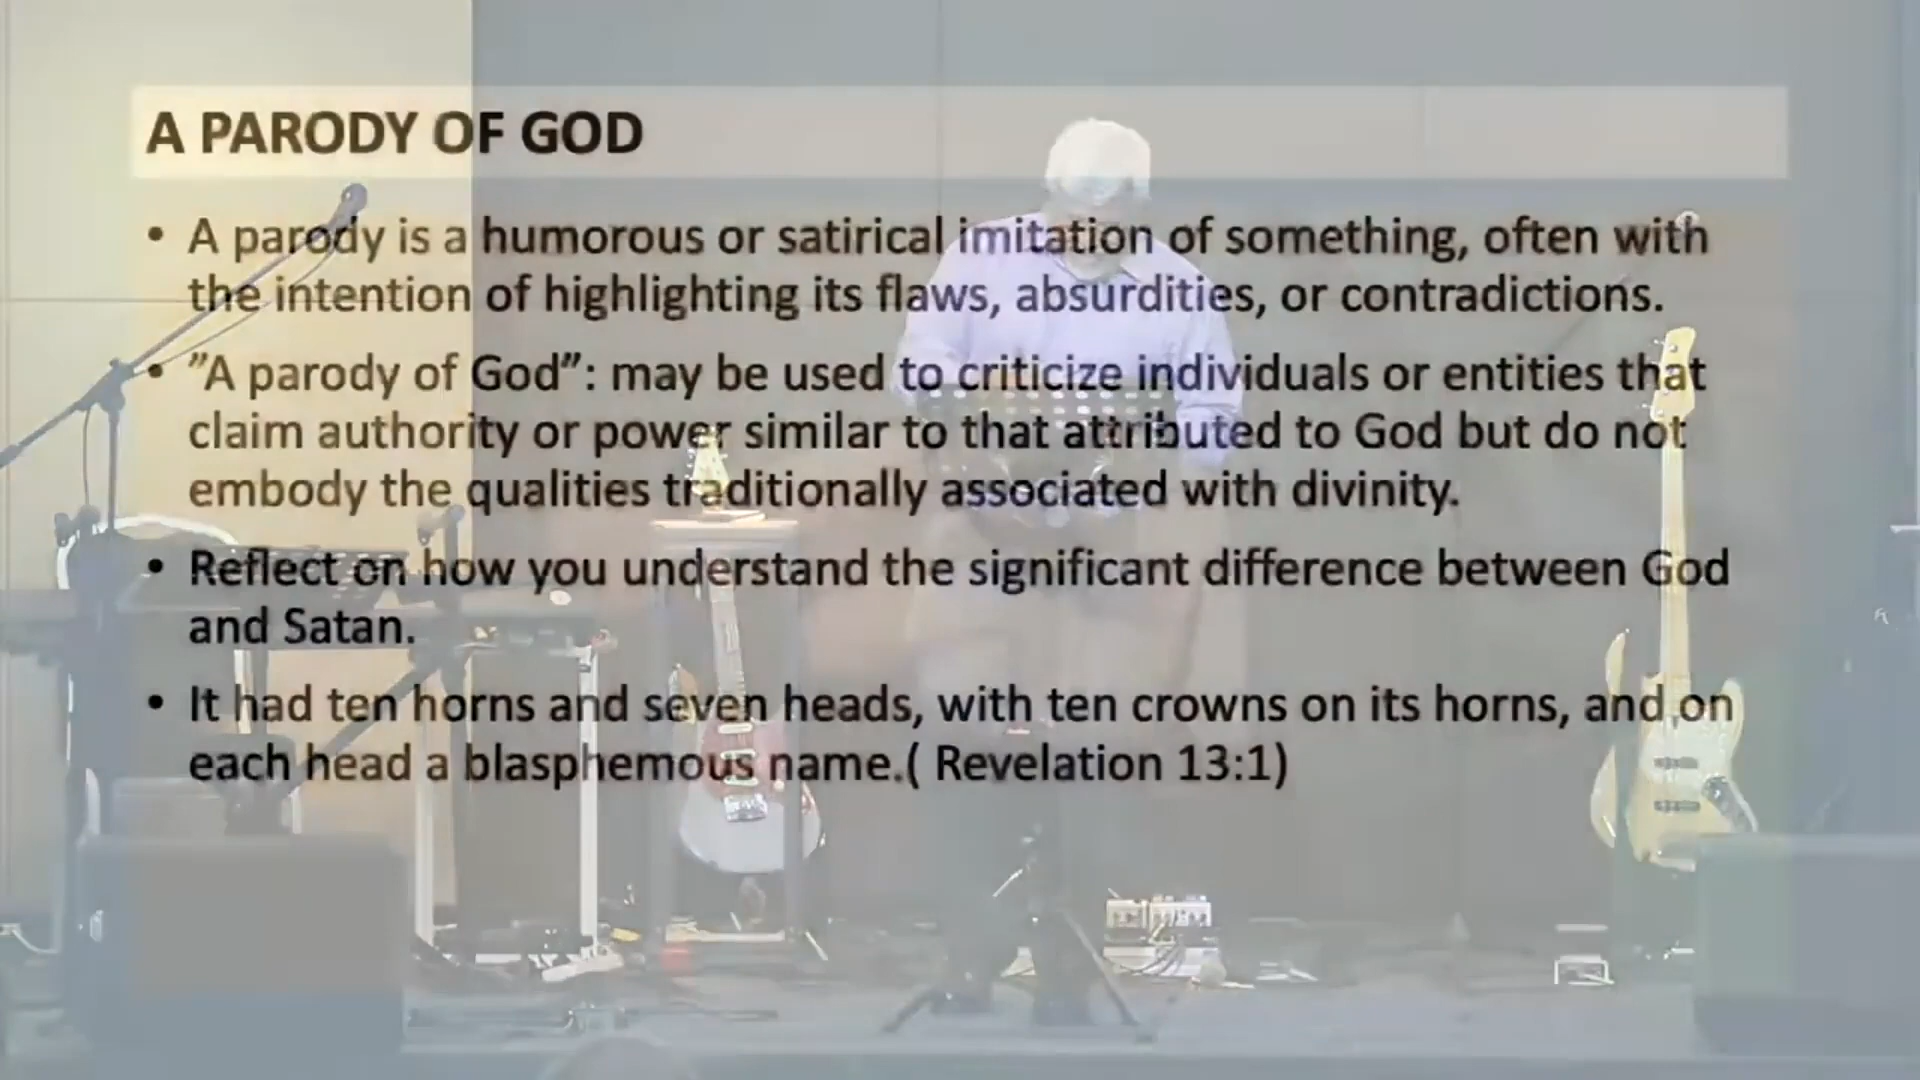 A PARODY OF GOD
• A parody is a humorous or satirical imitation of something, often with
the intention of highlighting its flaws, absurdities, or contradictions.
• ”A parody of God”: may be used to criticize individuals or entities that
claim authority or power similar to that attributed to God but do not
embody the qualities traditionally associated with divinity.
• Reflect on how you understand the significant difference between God
and Satan.
• It had ten horns and seven heads, with ten crowns on its horns, and on
each head a blasphemous name.( Revelation 13:1)